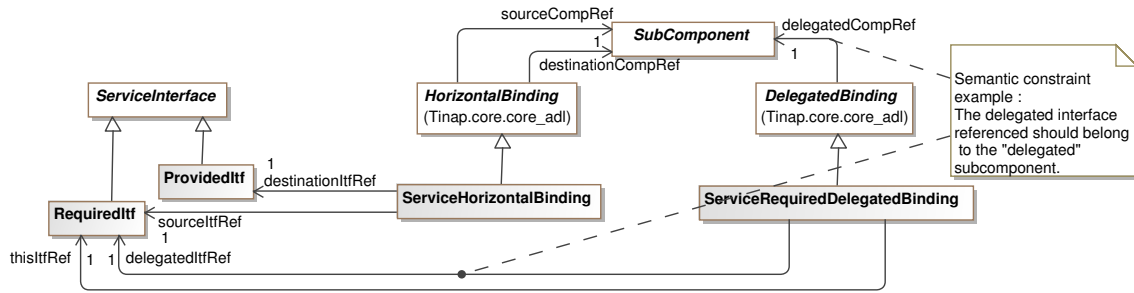 sourceCompRef
delegatedCompRef
SubComponent
1
1
destinationCompRef
ServiceInterface
HorizontalBinding
(Tinap.core.core_adl)
DelegatedBinding
(Tinap.core.core_adl)
Semantic constraint
example :
The delegated interface
referenced should belong
to the "delegated"
subcomponent.
ProvidedItf
1
destinationItfRef
ServiceHorizontalBinding
ServiceRequiredDelegatedBinding
RequiredItf
sourceItfRef
1
thisItfRef
1
1
delegatedItfRef